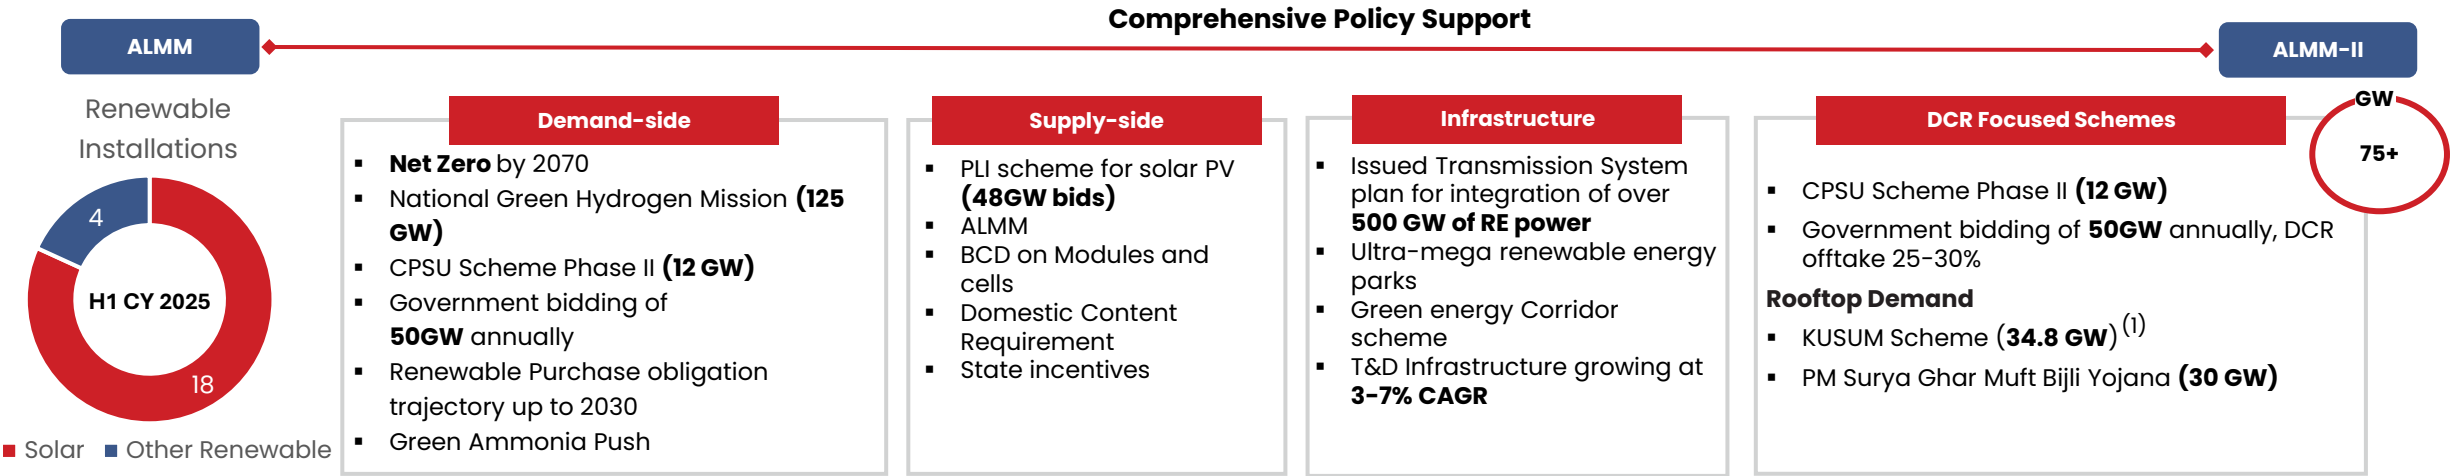 Comprehensive Policy Support
ALMM
ALMM-II
Renewable
Installations
4
H1 CY 2025
18
Solar
Other Renewable
Demand-side
▪ Net Zero by 2070
▪ National Green Hydrogen Mission (125
GW)
▪ CPSU Scheme Phase II (12 GW)
▪ Government bidding of
50GW annually
▪ Renewable Purchase obligation
trajectory up to 2030
▪ Green Ammonia Push
Supply-side
▪ PLI scheme for solar PV
(48GW bids)
▪ ALMM
▪ BCD on Modules and
cells
▪ Domestic Content
Requirement
▪ State incentives
Infrastructure
▪ Issued Transmission System
plan for integration of over
500 GW of RE power
▪ Ultra-mega renewable energy
parks
▪ Green energy Corridor
scheme
▪ T&D Infrastructure growing at
3-7% CAGR
DCR Focused Schemes
GW
75+
▪ CPSU Scheme Phase II (12 GW)
▪ Government bidding of 50GW annually, DCR
offtake 25-30%
Rooftop Demand
▪ KUSUM Scheme (34.8 GW) (1)
▪ PM Surya Ghar Muft Bijli Yojana (30 GW)